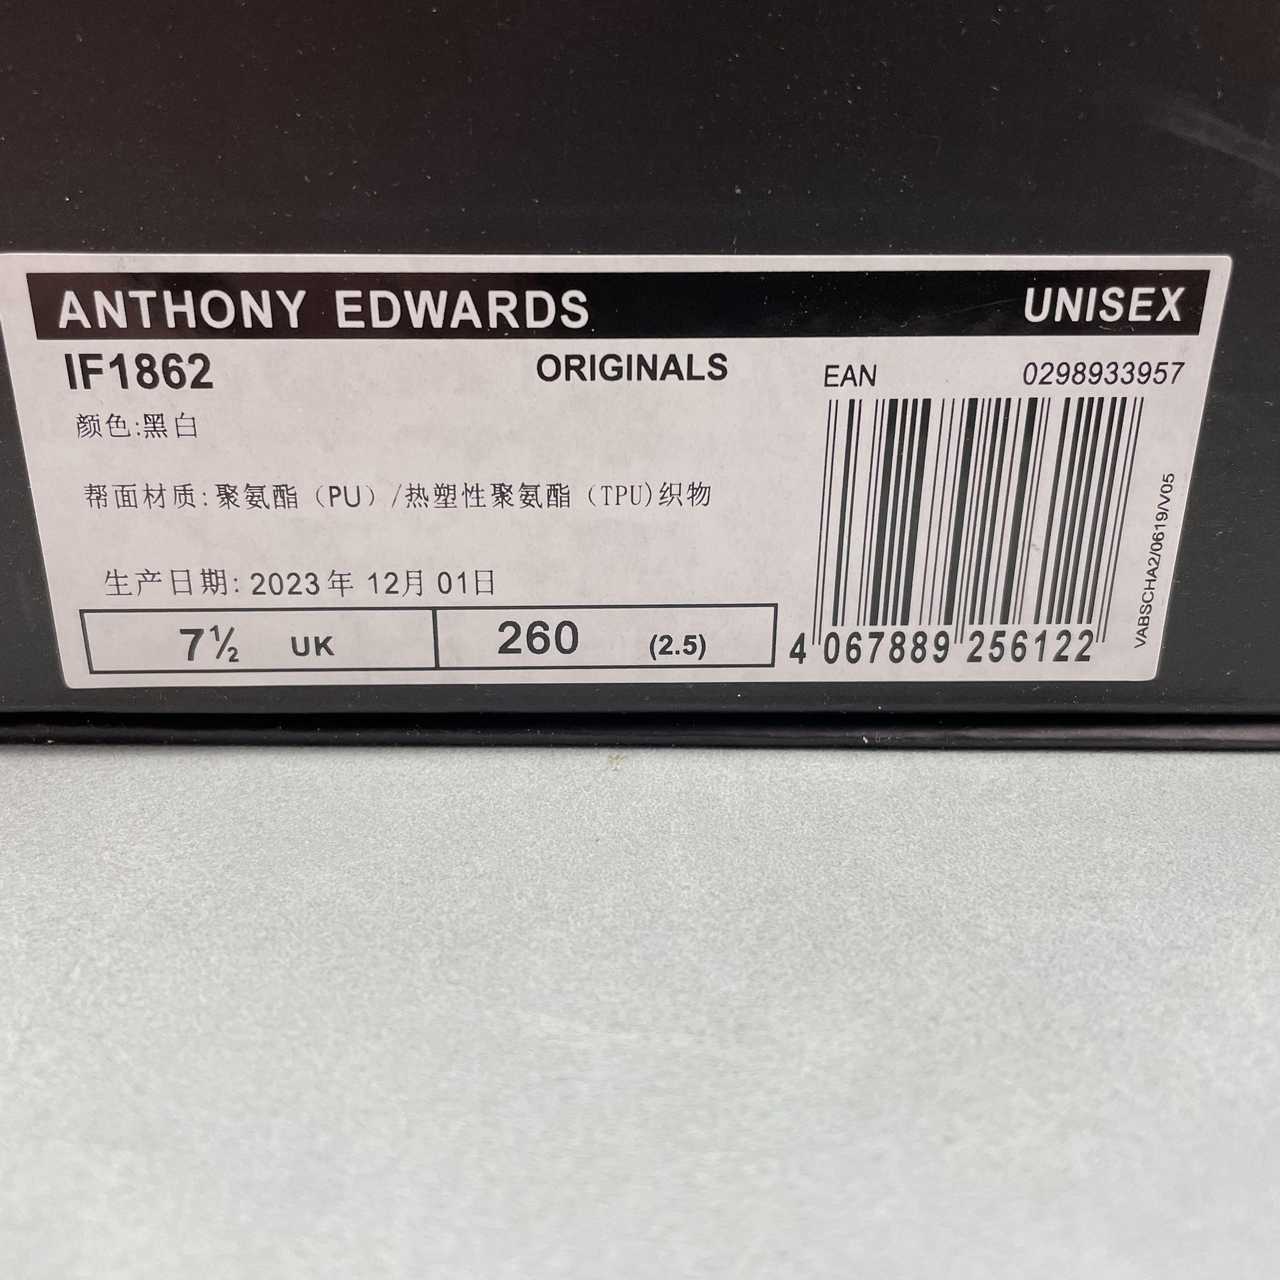 ANTHONY EDWARDS UNISEX
IF1862 ORIGINALS EAN 0298933957
颜色:黑白
帮面材质:聚氨酯（PU）/热塑性聚氨酯（TPU)织物
生产日期:2023年 12月 01日
7½ UK 260 (2.5)
4 067889 256122
VABSCHA2/0619/V05